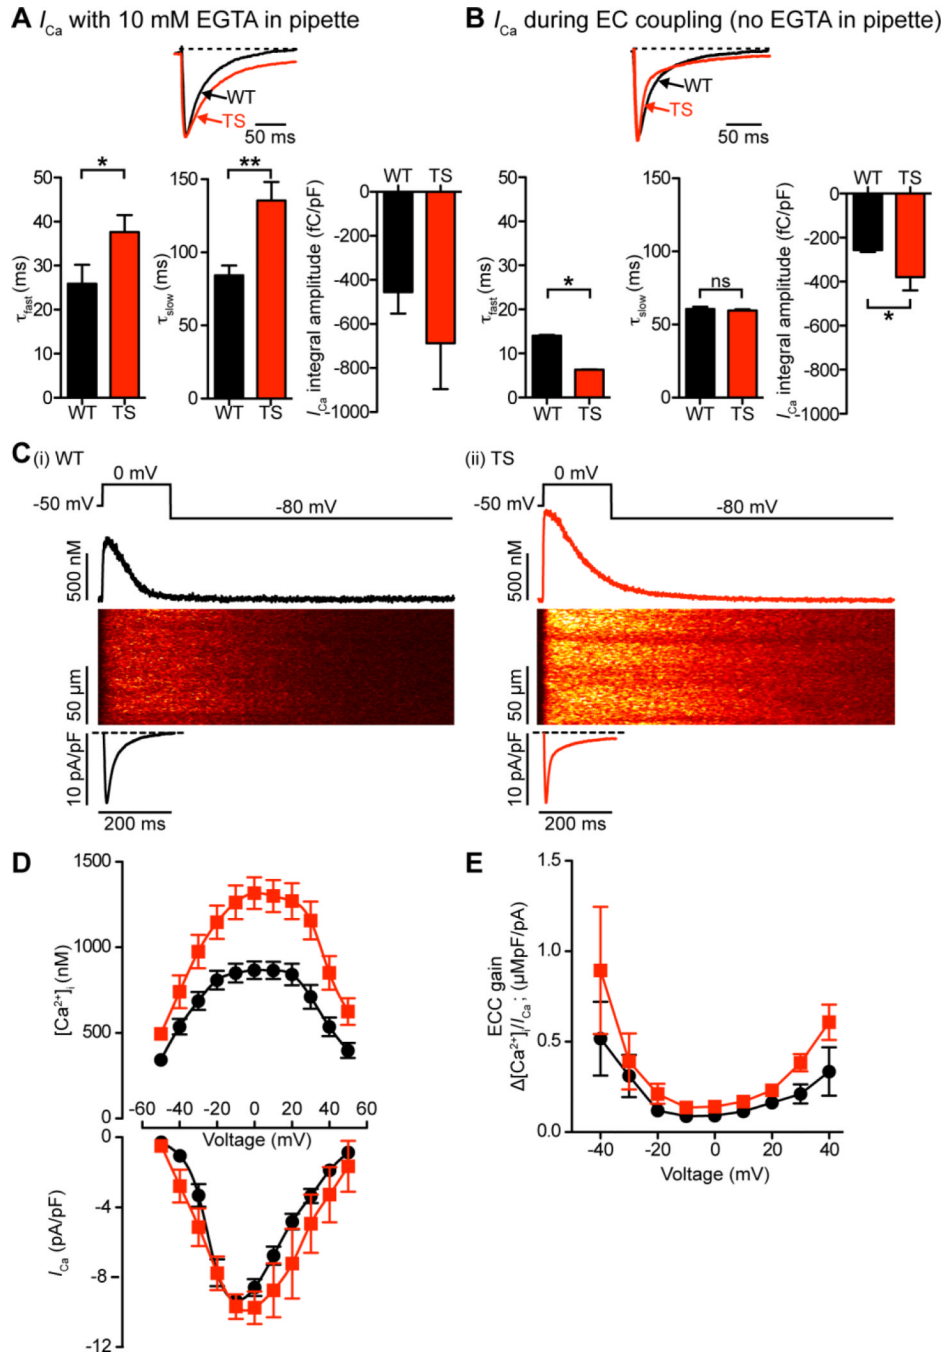 A I_Ca with 10 mM EGTA in pipette
WT
TS
50 ms
*
50
40
30
20
10
0
τ_fast (ms)
WT TS
**
150
100
50
0
τ_slow (ms)
WT TS
WT TS
0
-200
-400
-600
-800
-1000
I_Ca integral amplitude (fC/pF)
B I_Ca during EC coupling (no EGTA in pipette)
WT
TS
50 ms
50
40
30
20
10
0
τ_fast (ms)
*
WT TS
150
100
50
0
τ_slow (ms)
ns
WT TS
WT TS
0
-200
-400
-600
-800
-1000
I_Ca integral amplitude (fC/pF)
*
C (i) WT
0 mV
-50 mV
-80 mV
500 nM
50 µm
10 pA/pF
200 ms
(ii) TS
0 mV
-50 mV
-80 mV
500 nM
50 µm
10 pA/pF
200 ms
D
1500
1000
500
0
[Ca²⁺]ᵢ (nM)
-60 -40 -20 0 20 40 60
Voltage (mV)
0
-4
-8
-12
I_Ca (pA/pF)
E
1.5
1.0
0.5
0.0
ECC gain
Δ[Ca²⁺]ᵢ/I_Ca; (µMpF/pA)
-40 -20 0 20 40
Voltage (mV)